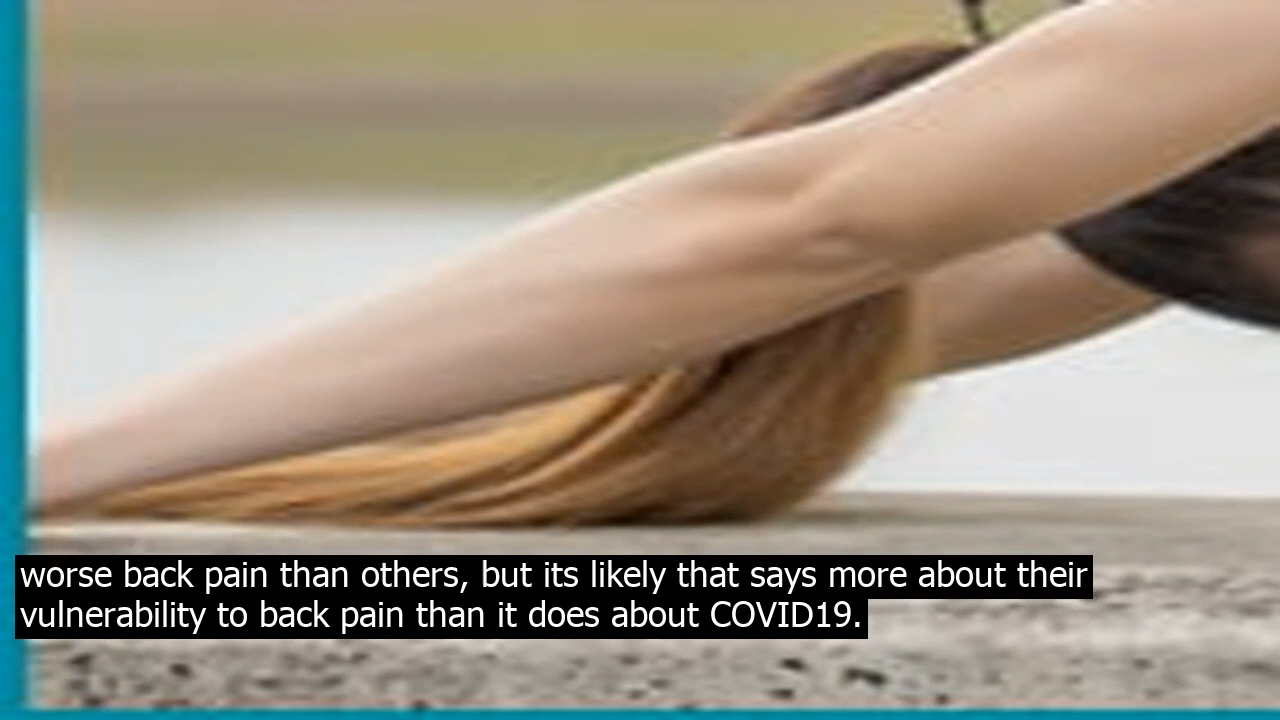 worse back pain than others, but its likely that says more about their
vulnerability to back pain than it does about COVID19.